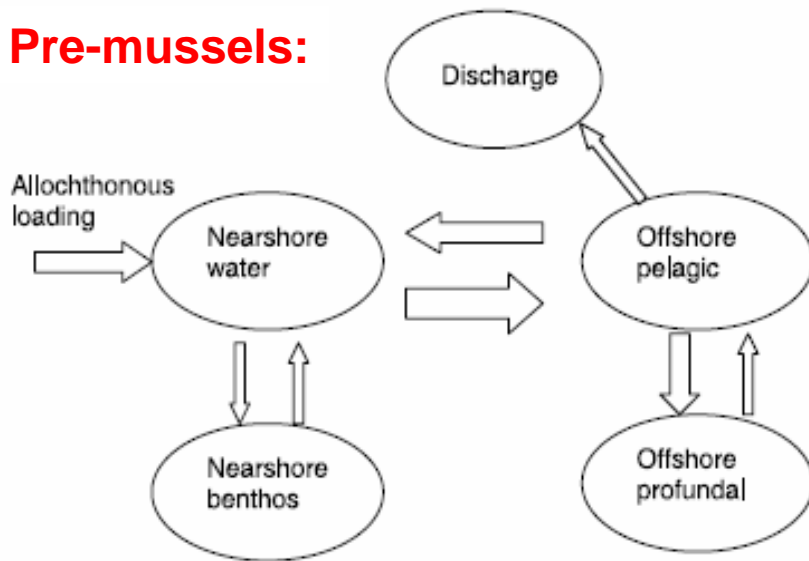 Pre-mussels:
Discharge
Allochthonous
loading
Nearshore
water
Offshore
pelagic
Nearshore
benthos
Offshore
profundal